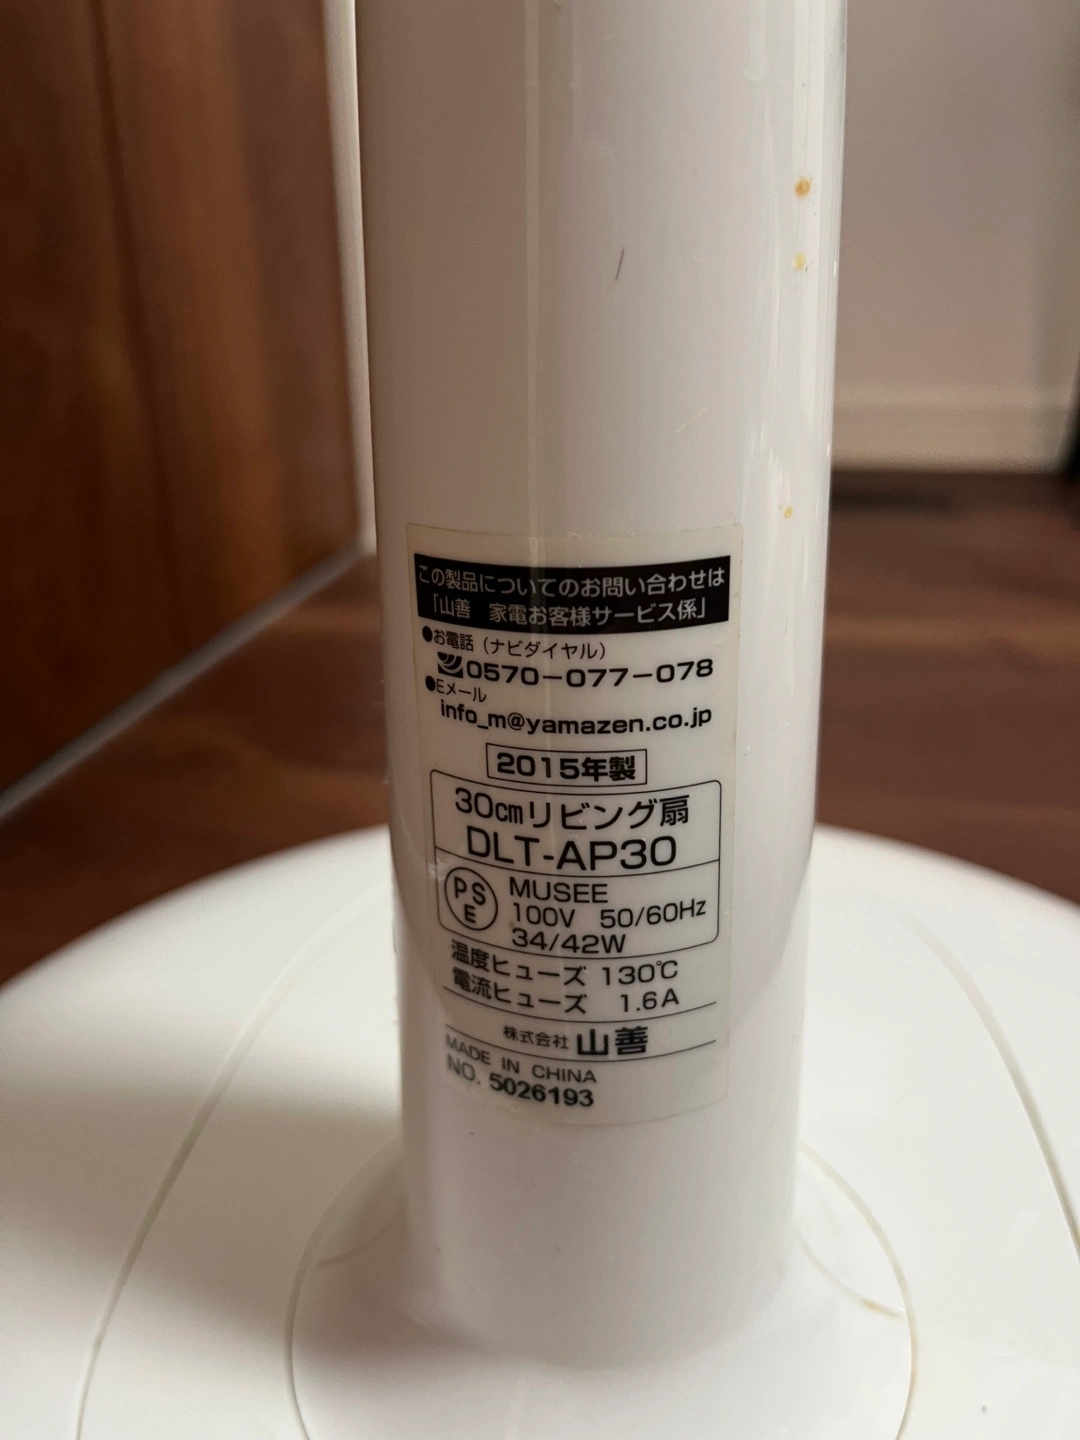 この製品についてのお問い合わせは
「山善 家電お客様サービス係」
●お電話（ナビダイヤル）
0570-077-078
●Eメール
info_m@yamazen.co.jp
2015年製
30cmリビング扇
DLT-AP30
PS
E
MUSEE
100V 50/60Hz
34/42W
温度ヒューズ 130℃
電流ヒューズ 1.6A
株式会社 山善
MADE IN CHINA
NO. 5026193